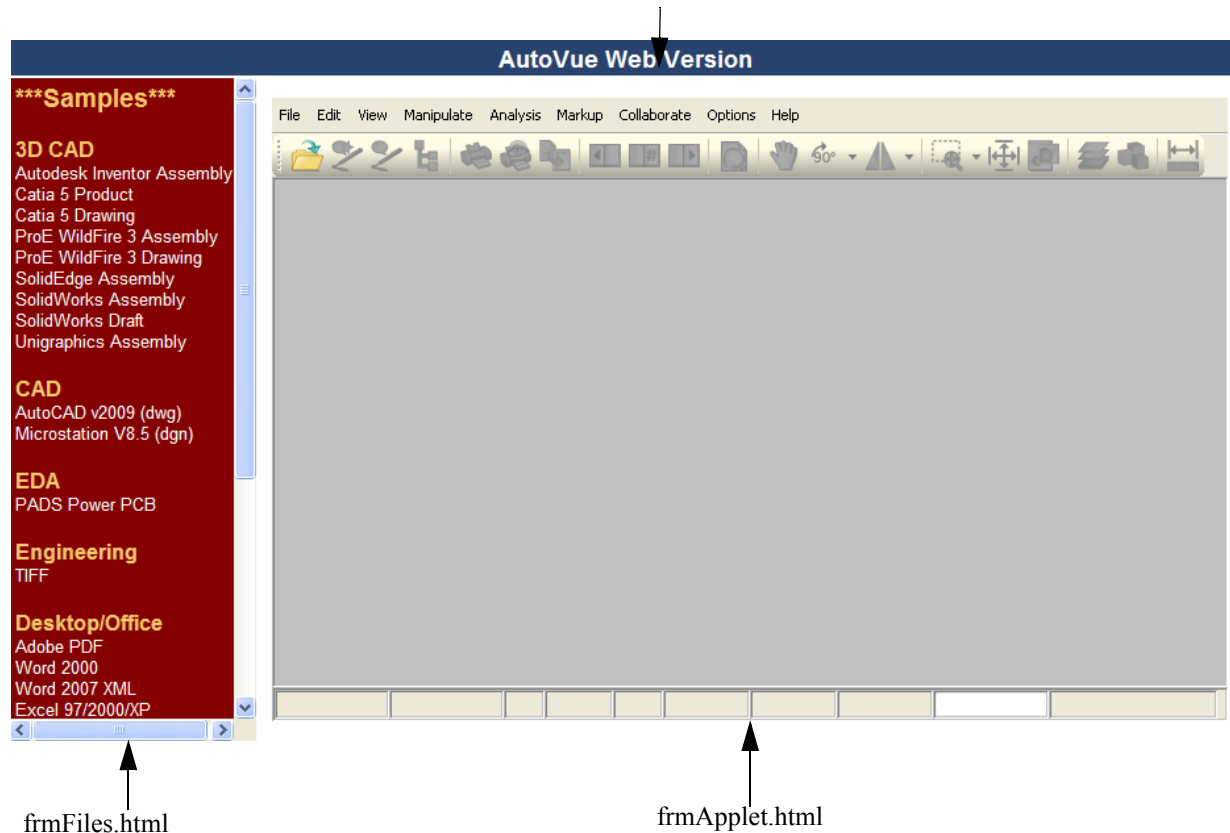 AutoVue Web Version
***Samples***
3D CAD
Autodesk Inventor Assembly
Catia 5 Product
Catia 5 Drawing
ProE WildFire 3 Assembly
ProE WildFire 3 Drawing
SolidEdge Assembly
SolidWorks Assembly
SolidWorks Draft
Unigraphics Assembly
CAD
AutoCAD v2009 (dwg)
Microstation V8.5 (dgn)
EDA
PADS Power PCB
Engineering
TIFF
Desktop/Office
Adobe PDF
Word 2000
Word 2007 XML
Excel 97/2000/XP
File Edit View Manipulate Analysis Markup Collaborate Options Help
#
90°
frmFiles.html
frmApplet.html